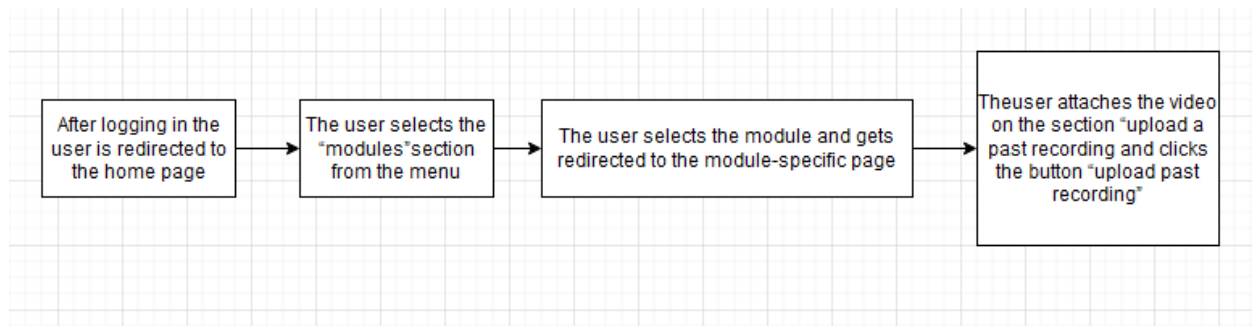 After logging in the
user is redirected to
the home page
The user selects the
“modules”section
from the menu
The user selects the module and gets
redirected to the module-specific page
Theuser attaches the video
on the section “upload a
past recording and clicks
the button “upload past
recording”